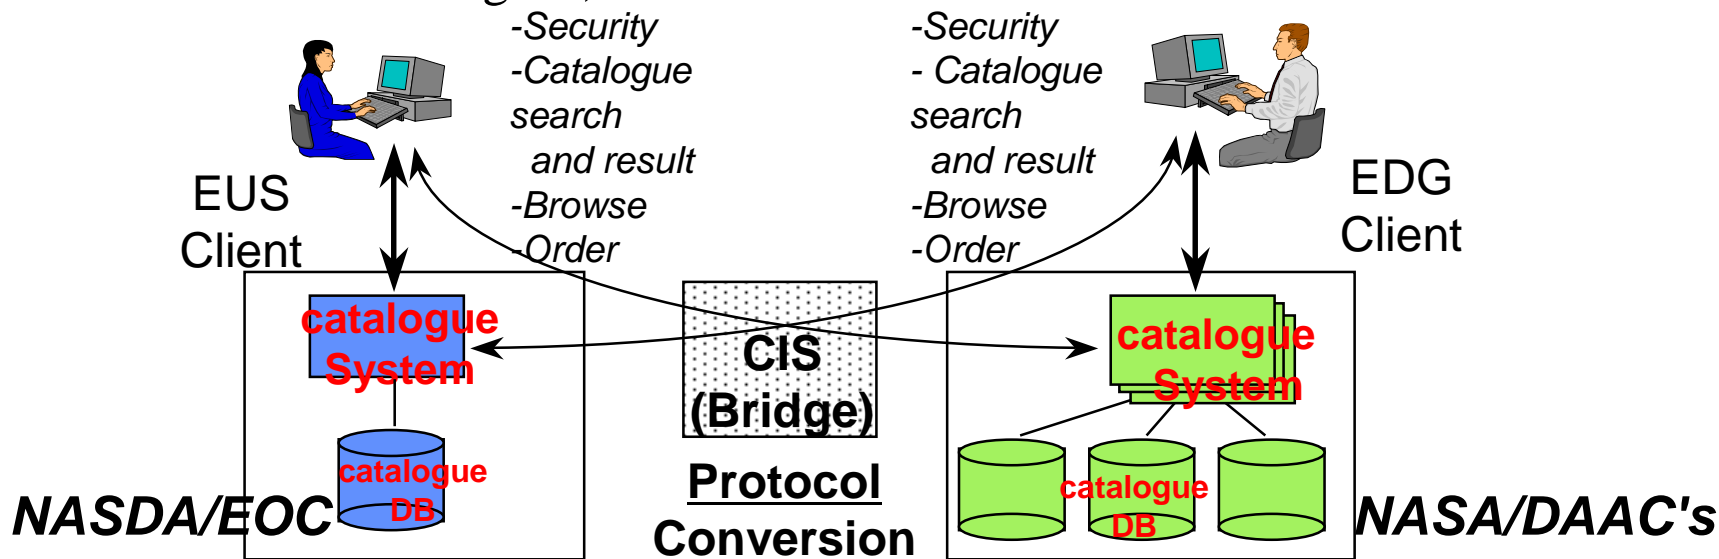 -Security
-Catalogue
search
and result
-Browse
-Order
-Security
- Catalogue
search
and result
-Browse
-Order
EUS
Client
EDG
Client
catalogue
System
CIS
(Bridge)
catalogue
System
catalogue
DB
catalogue
DB
Protocol
Conversion
NASDA/EOC
NASA/DAAC's